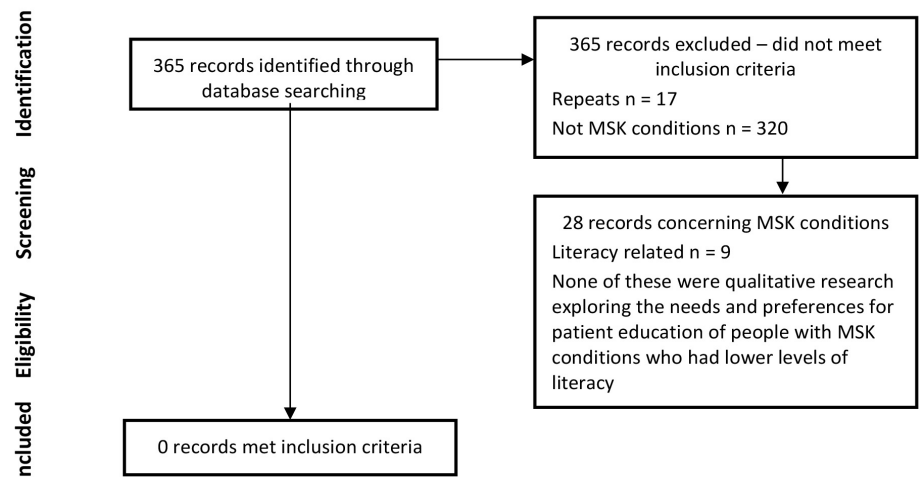 Identification
365 records identified through
database searching
365 records excluded – did not meet
inclusion criteria
Repeats n = 17
Not MSK conditions n = 320
Screening
28 records concerning MSK conditions
Literacy related n = 9
None of these were qualitative research
exploring the needs and preferences for
patient education of people with MSK
conditions who had lower levels of
literacy
Eligibility
ncluded
0 records met inclusion criteria